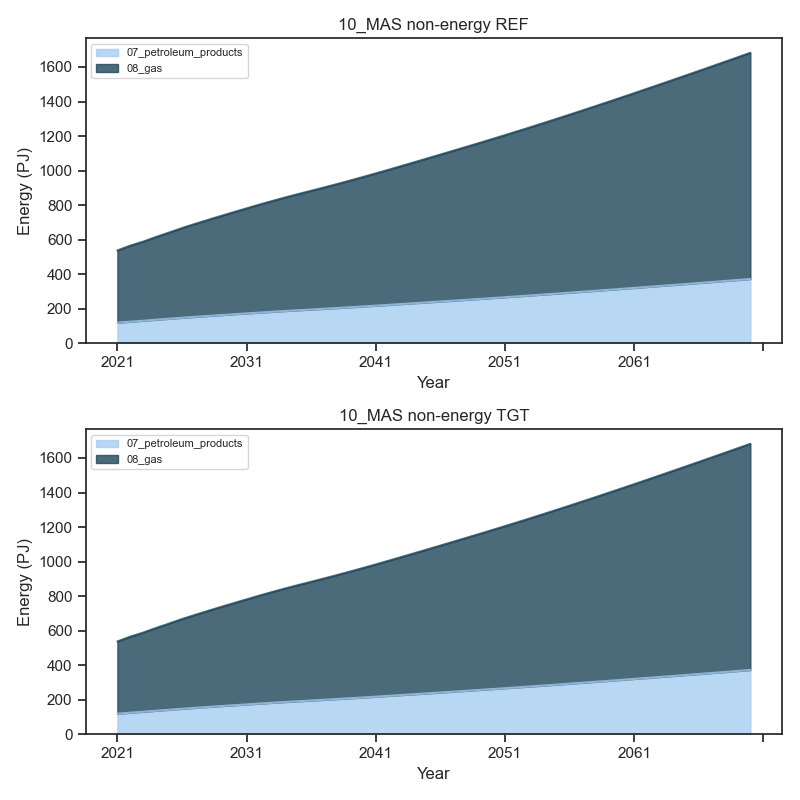 10_MAS non-energy REF
07_petroleum_products
08_gas
1600
1400
1200
1000
800
600
400
200
0
Energy (PJ)
2021 2031 2041 2051 2061
Year
10_MAS non-energy TGT
07_petroleum_products
08_gas
1600
1400
1200
1000
800
600
400
200
0
Energy (PJ)
2021 2031 2041 2051 2061
Year